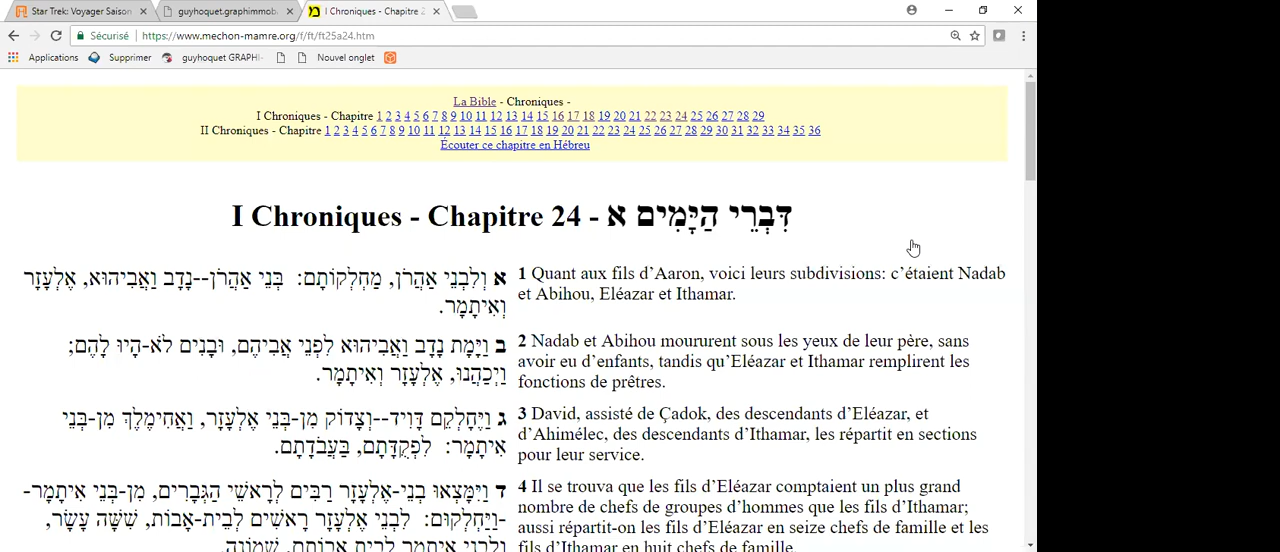 Star Trek: Voyager Saison
guyhoquet.graphimmob
I Chroniques - Chapitre 2
Sécurisé
https://www.mechon-mamre.org/f/ft/ft25a24.htm
Applications
Supprimer
guyhoquet GRAPHI
Nouvel onglet
La Bible - Chroniques -
I Chroniques - Chapitre 1 2 3 4 5 6 7 8 9 10 11 12 13 14 15 16 17 18 19 20 21 22 23 24 25 26 27 28 29
II Chroniques - Chapitre 1 2 3 4 5 6 7 8 9 10 11 12 13 14 15 16 17 18 19 20 21 22 23 24 25 26 27 28 29 30 31 32 33 34 35 36
Écouter ce chapitre en Hébreu
I Chroniques - Chapitre 24 - דִּבְרֵי הַיָּמִים א
א וְלִבְנֵי אַהֲרֹן, מַחְלְקוֹתָם: בְּנֵי אַהֲרֹן--נָדָב וַאֲבִיהוּא, אֶלְעָזָר
וְאִיתָמָר.
1 Quant aux fils d’Aaron, voici leurs subdivisions: c’étaient Nadab
et Abihou, Eléazar et Ithamar.
ב וַיָּמָת נָדָב וַאֲבִיהוּא לִפְנֵי אֲבִיהֶם, וּבָנִים לֹא-הָיוּ לָהֶם;
וַיְכַהֲנוּ, אֶלְעָזָר וְאִיתָמָר.
2 Nadab et Abihou moururent sous les yeux de leur père, sans
avoir eu d’enfants, tandis qu’Eléazar et Ithamar remplirent les
fonctions de prêtres.
ג וַיֶּחָלְקֵם דָּוִיד--וְצָדוֹק מִן-בְּנֵי אֶלְעָזָר, וַאֲחִימֶלֶךְ מִן-בְּנֵי
אִיתָמָר: לִפְקֻדָּתָם, בַּעֲבֹדָתָם.
3 David, assisté de Çadok, des descendants d’Eléazar, et
d’Ahimélec, des descendants d’Ithamar, les répartit en sections
pour leur service.
ד וַיִּמָּצְאוּ בְנֵי-אֶלְעָזָר רַבִּים לְרָאשֵׁי הַגְּבָרִים, מִן-בְּנֵי אִיתָמָר-
-וַיַּחְלְקוּם: לִבְנֵי אֶלְעָזָר רָאשִׁים לְבֵית-אָבוֹת, שִׁשָּׁה עָשָׂר,
וְלִבְנֵי אִיתָמָר לְבֵית אֲבוֹתָם, שְׁמוֹנָה.
4 Il se trouva que les fils d’Eléazar comptaient un plus grand
nombre de chefs de groupes d’hommes que les fils d’Ithamar;
aussi répartit-on les fils d’Eléazar en seize chefs de famille et les
fils d’Ithamar en huit chefs de famille.